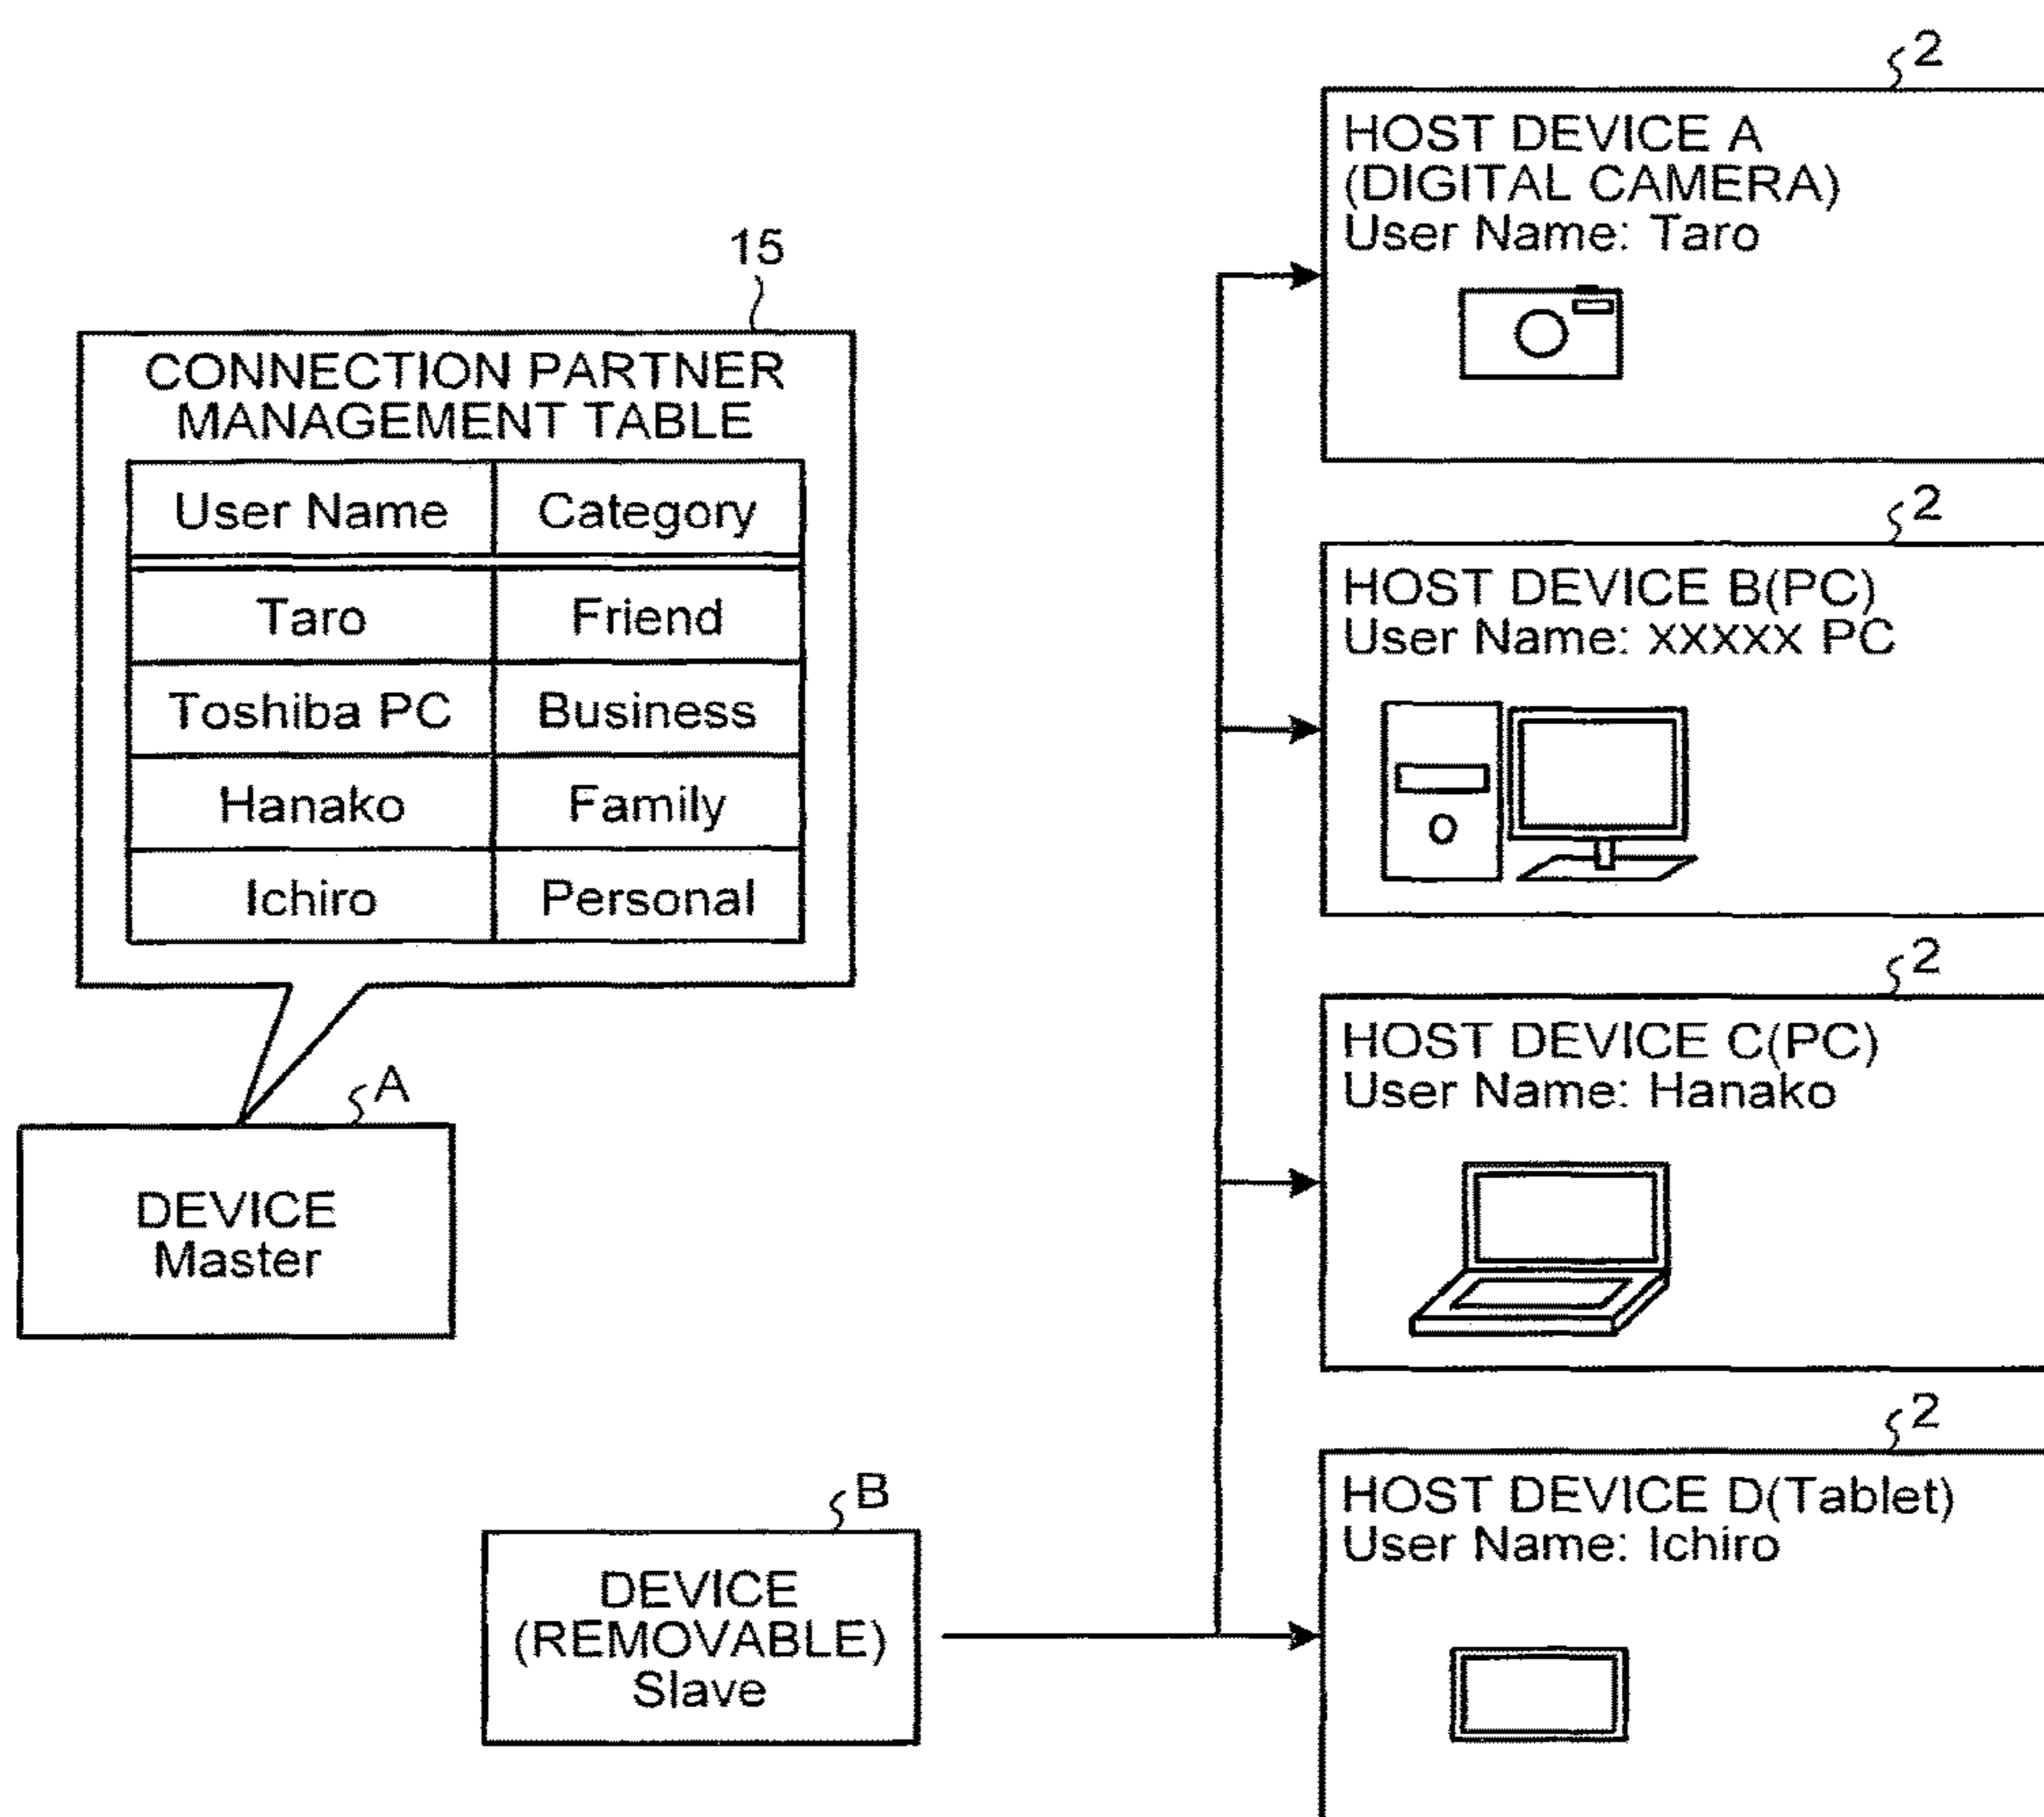 15
CONNECTION PARTNER
MANAGEMENT TABLE
User Name Category
Taro Friend
Toshiba PC Business
Hanako Family
Ichiro Personal
A
DEVICE
Master
B
DEVICE
(REMOVABLE)
Slave
2
HOST DEVICE A
(DIGITAL CAMERA)
User Name: Taro
2
HOST DEVICE B(PC)
User Name: XXXXX PC
2
HOST DEVICE C(PC)
User Name: Hanako
2
HOST DEVICE D(Tablet)
User Name: Ichiro